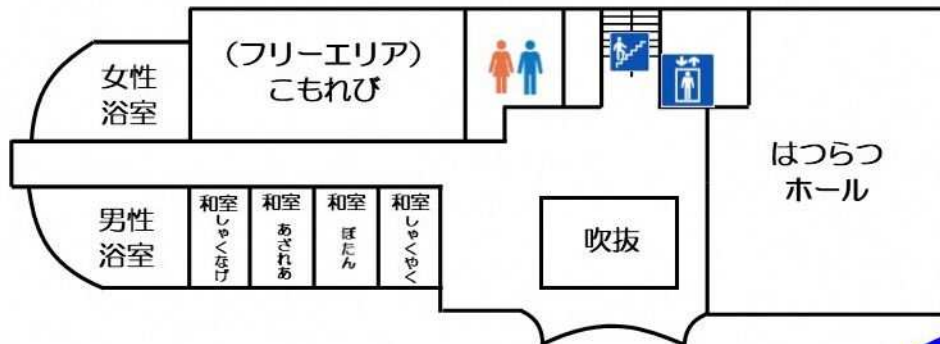 女性
浴室
(フリーエリア)
こもれび
はつらつ
ホール
男性
浴室
和室
しゃくなげ
和室
あざれあ
和室
ぼたん
和室
しゃくやく
吹抜